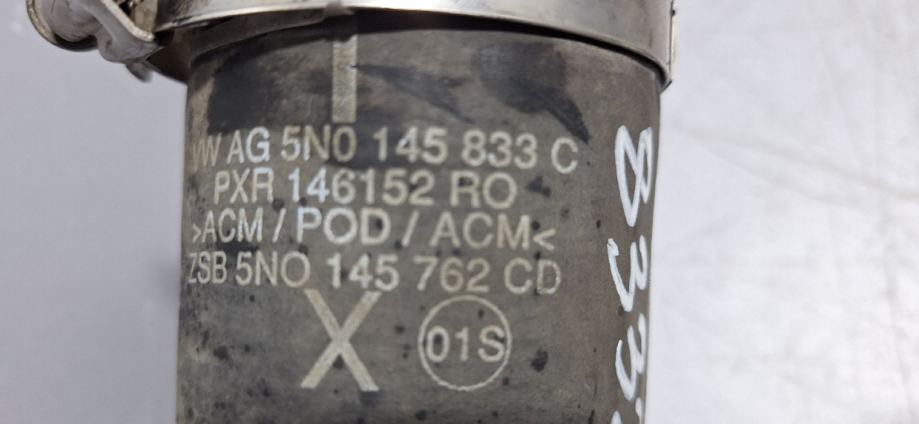 VW AG 5N0 145 833 C
PXR 146152 RO
>ACM / POD / ACM<
ZSB 5NO 145 762 CD
X
01S